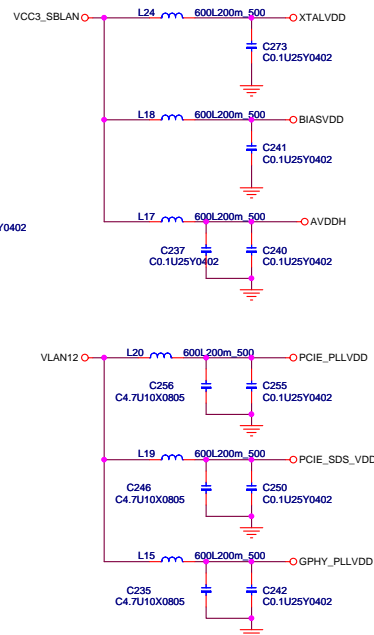 VCC3_SBLAN
L24 600L200m_500
XTALVDD
C273
C0.1U25Y0402
L18 600L200m_500
BIASVDD
C241
C0.1U25Y0402
Y0402
L17 600L200m_500
AVDDH
C237
C0.1U25Y0402
C240
C0.1U25Y0402
VLAN12
L20 600L200m_500
PCIE_PLLVDD
C256
C4.7U10X0805
C255
C0.1U25Y0402
L19 600L200m_500
PCIE_SDS_VDD
C246
C4.7U10X0805
C250
C0.1U25Y0402
L15 600L200m_500
GPHY_PLLVDD
C235
C4.7U10X0805
C242
C0.1U25Y0402